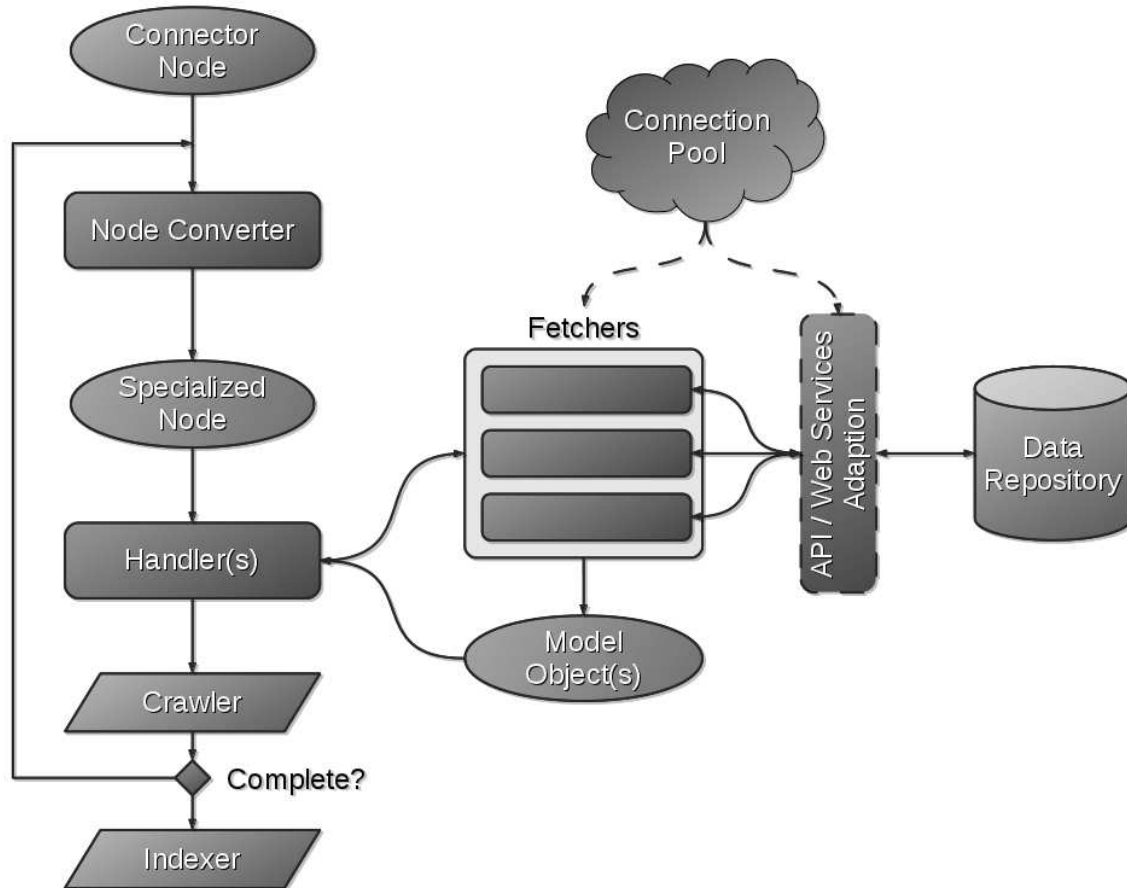 Connector
Node
Connection
Pool
Node Converter
Fetchers
Specialized
Node
API / Web Services
Adaption
Data
Repository
Handler(s)
Model
Object(s)
Crawler
Complete?
Indexer